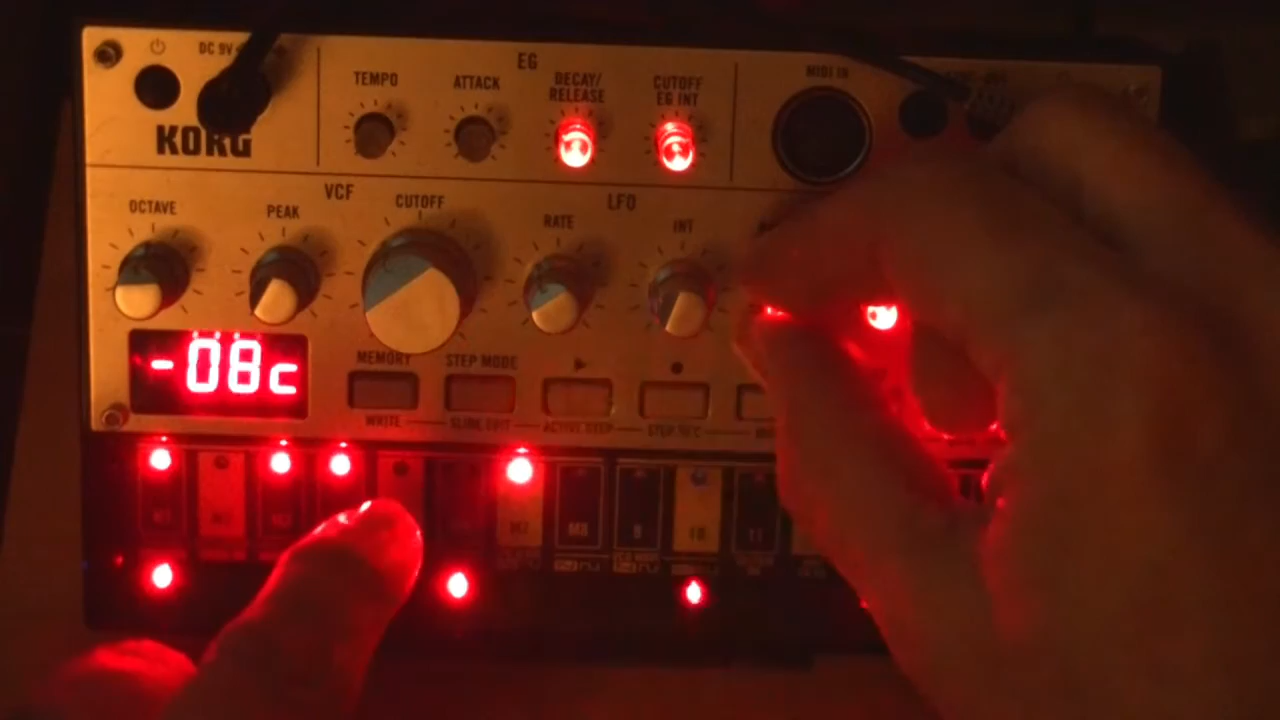 DC 9V
KORG
EG
TEMPO
ATTACK
DECAY/
RELEASE
CUTOFF
EG INT
MIDI IN
VCF
LFO
OCTAVE
PEAK
CUTOFF
RATE
INT
-08c
MEMORY
STEP MODE
WRITE
SLIDE EDIT
ACTIVE STEP
STEP REC
M7
M8
9
10
11